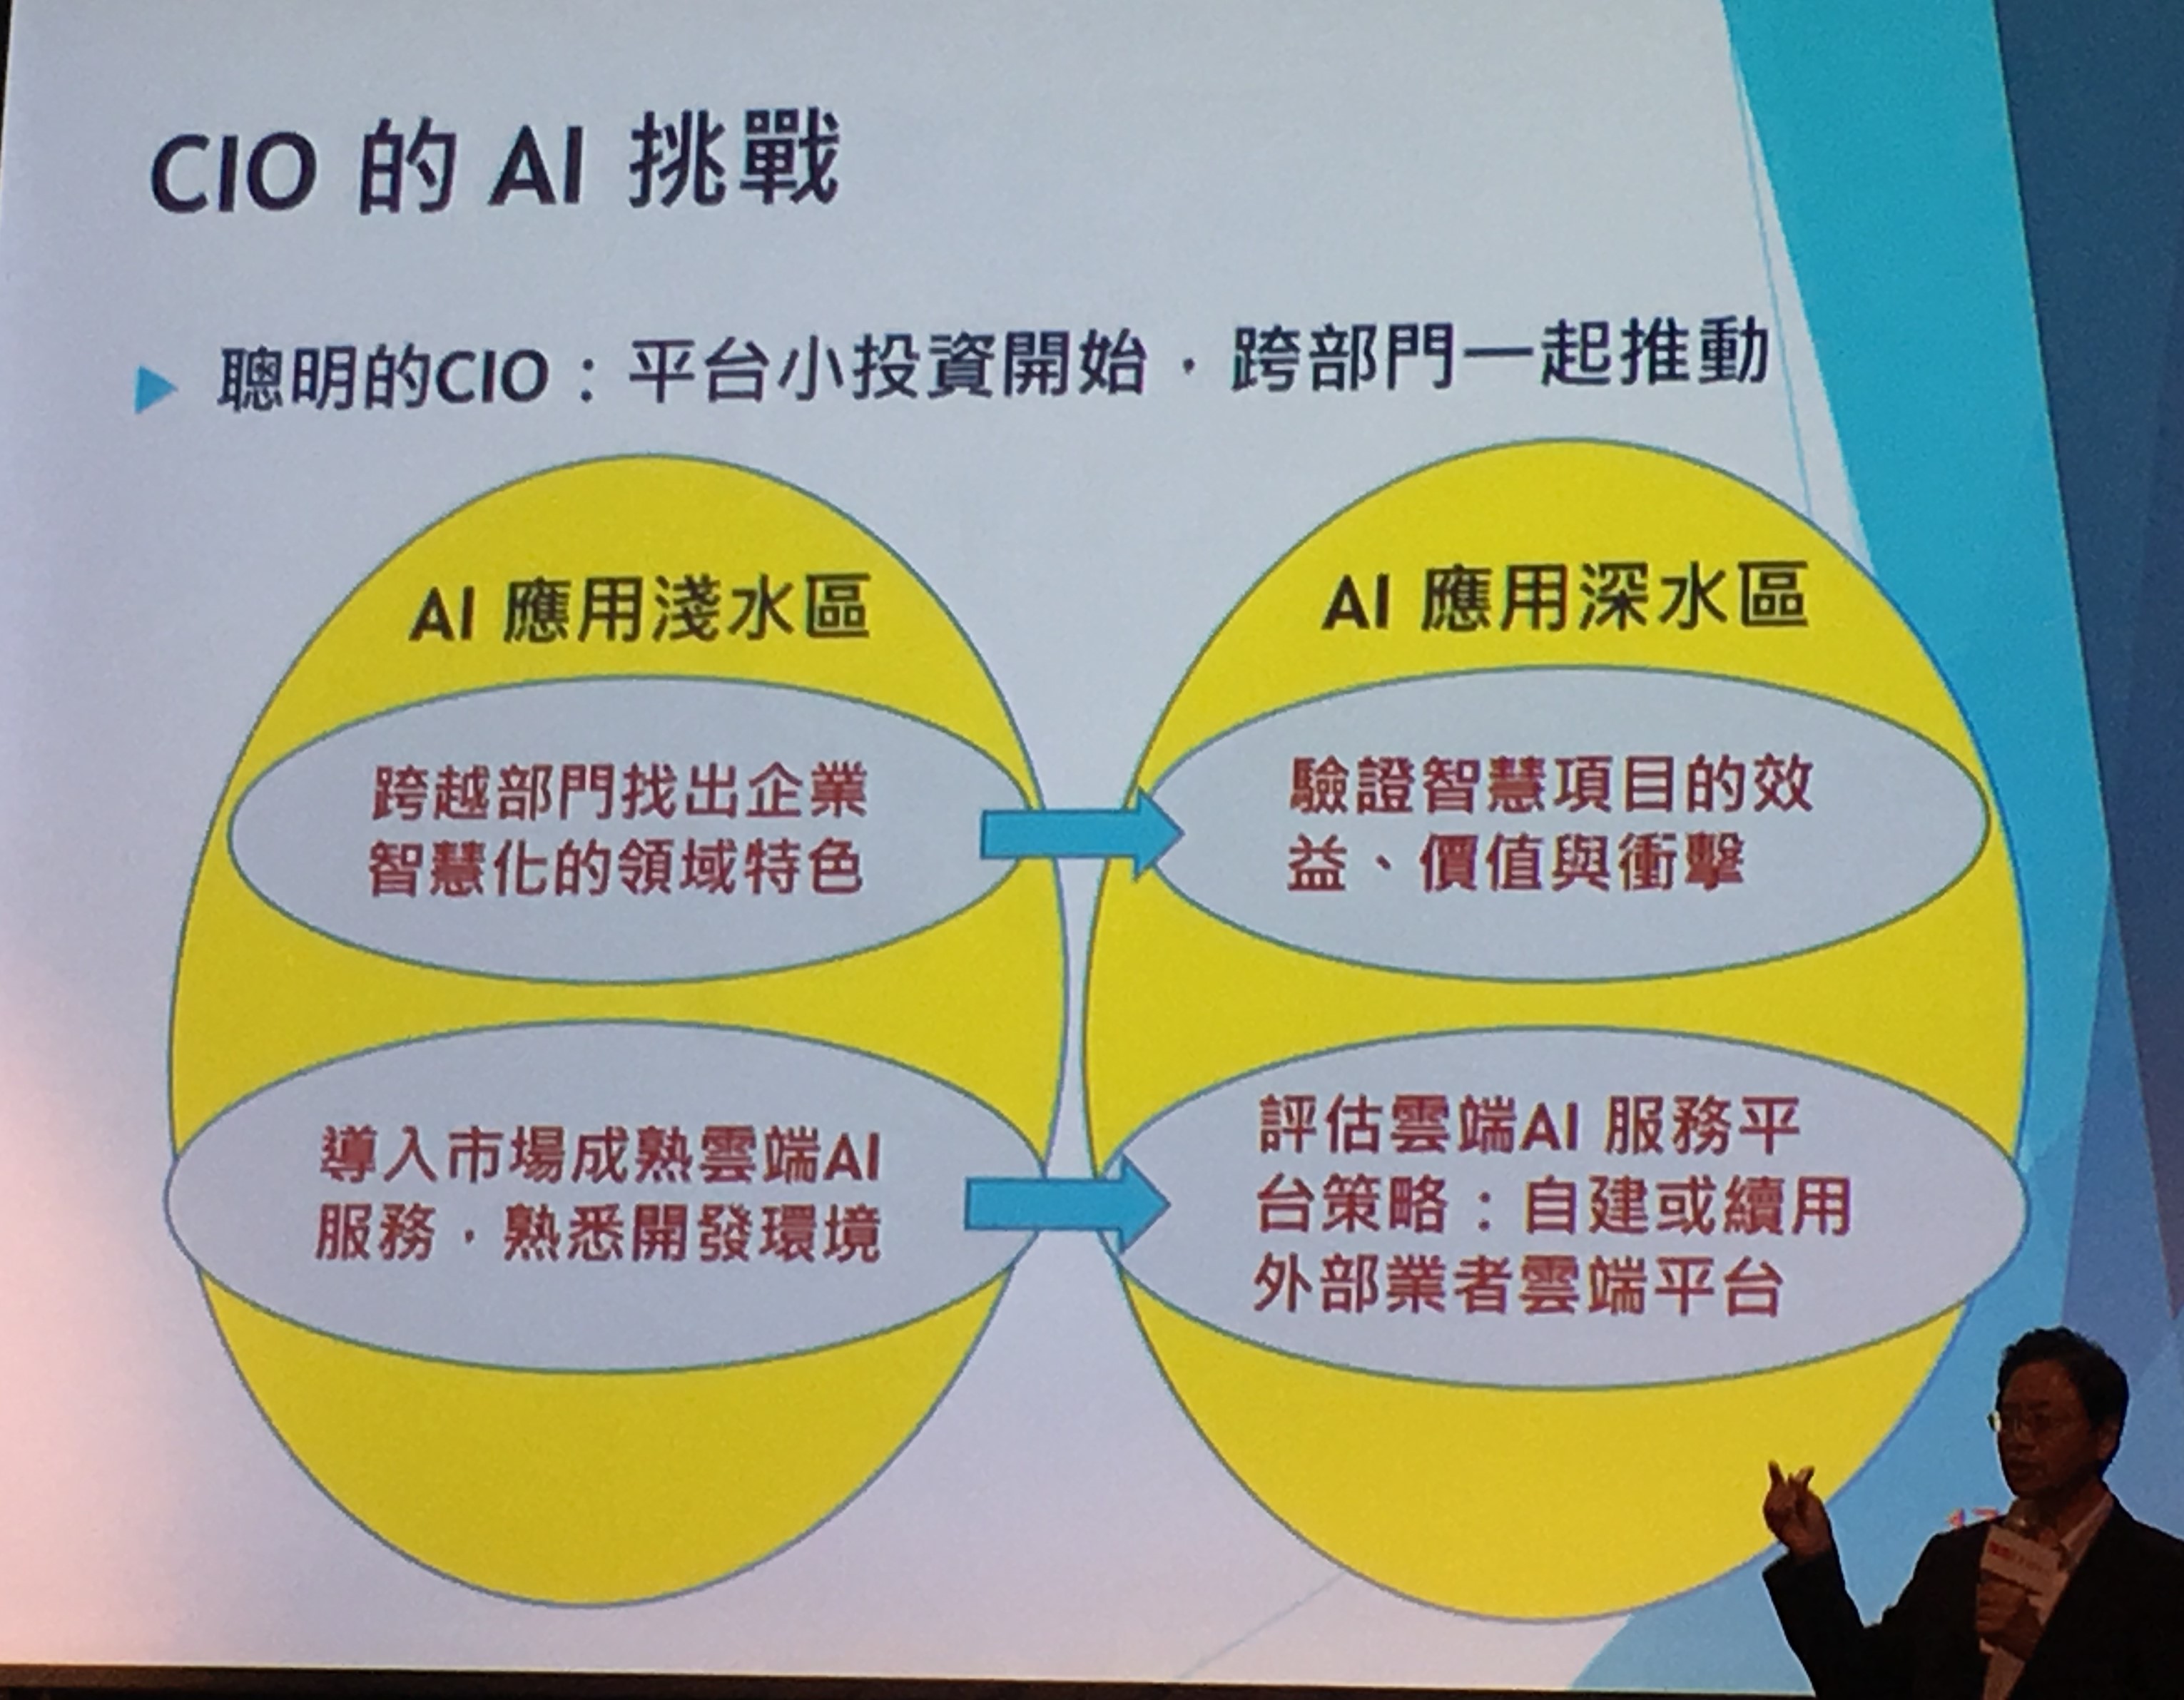 CIO 的 AI 挑戰
聰明的CIO：平台小投資開始，跨部門一起推動
AI 應用淺水區
跨越部門找出企業
智慧化的領域特色
導入市場成熟雲端AI
服務，熟悉開發環境
AI 應用深水區
驗證智慧項目的效
益、價值與衝擊
評估雲端AI 服務平
台策略：自建或續用
外部業者雲端平台